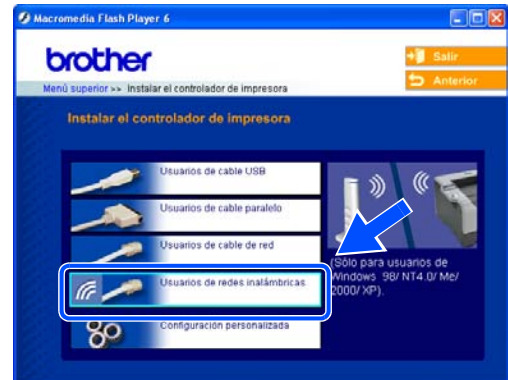 Macromedia Flash Player 6
brother
Salir
Anterior
Menú superior >> Instalar el controlador de impresora
Instalar el controlador de impresora
Usuarios de cable USB
Usuarios de cable paralelo
Usuarios de cable de red
Usuarios de redes inalámbricas
Configuración personalizada
(Sólo para usuarios de
Windows 98/ NT4.0/ Me/
2000/ XP).